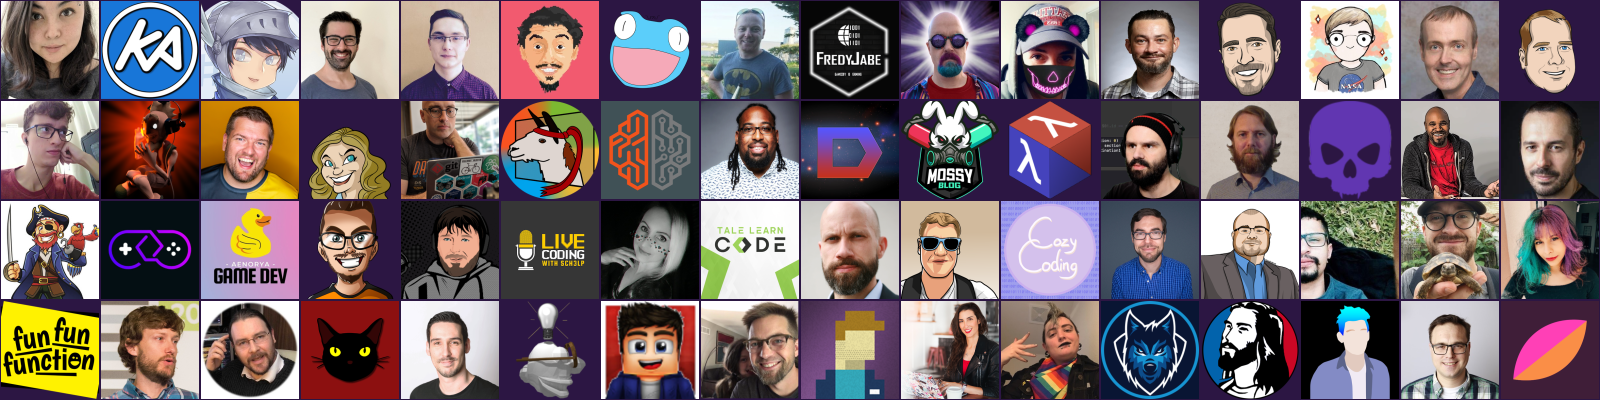 KA
FREDYJABE
NASA
MOSSY
BLOG
AENORYA
GAME DEV
LIVE
CODING
WITH SCH3LP
TALE LEARN
CODE
Cozy
Coding
fun fun
function